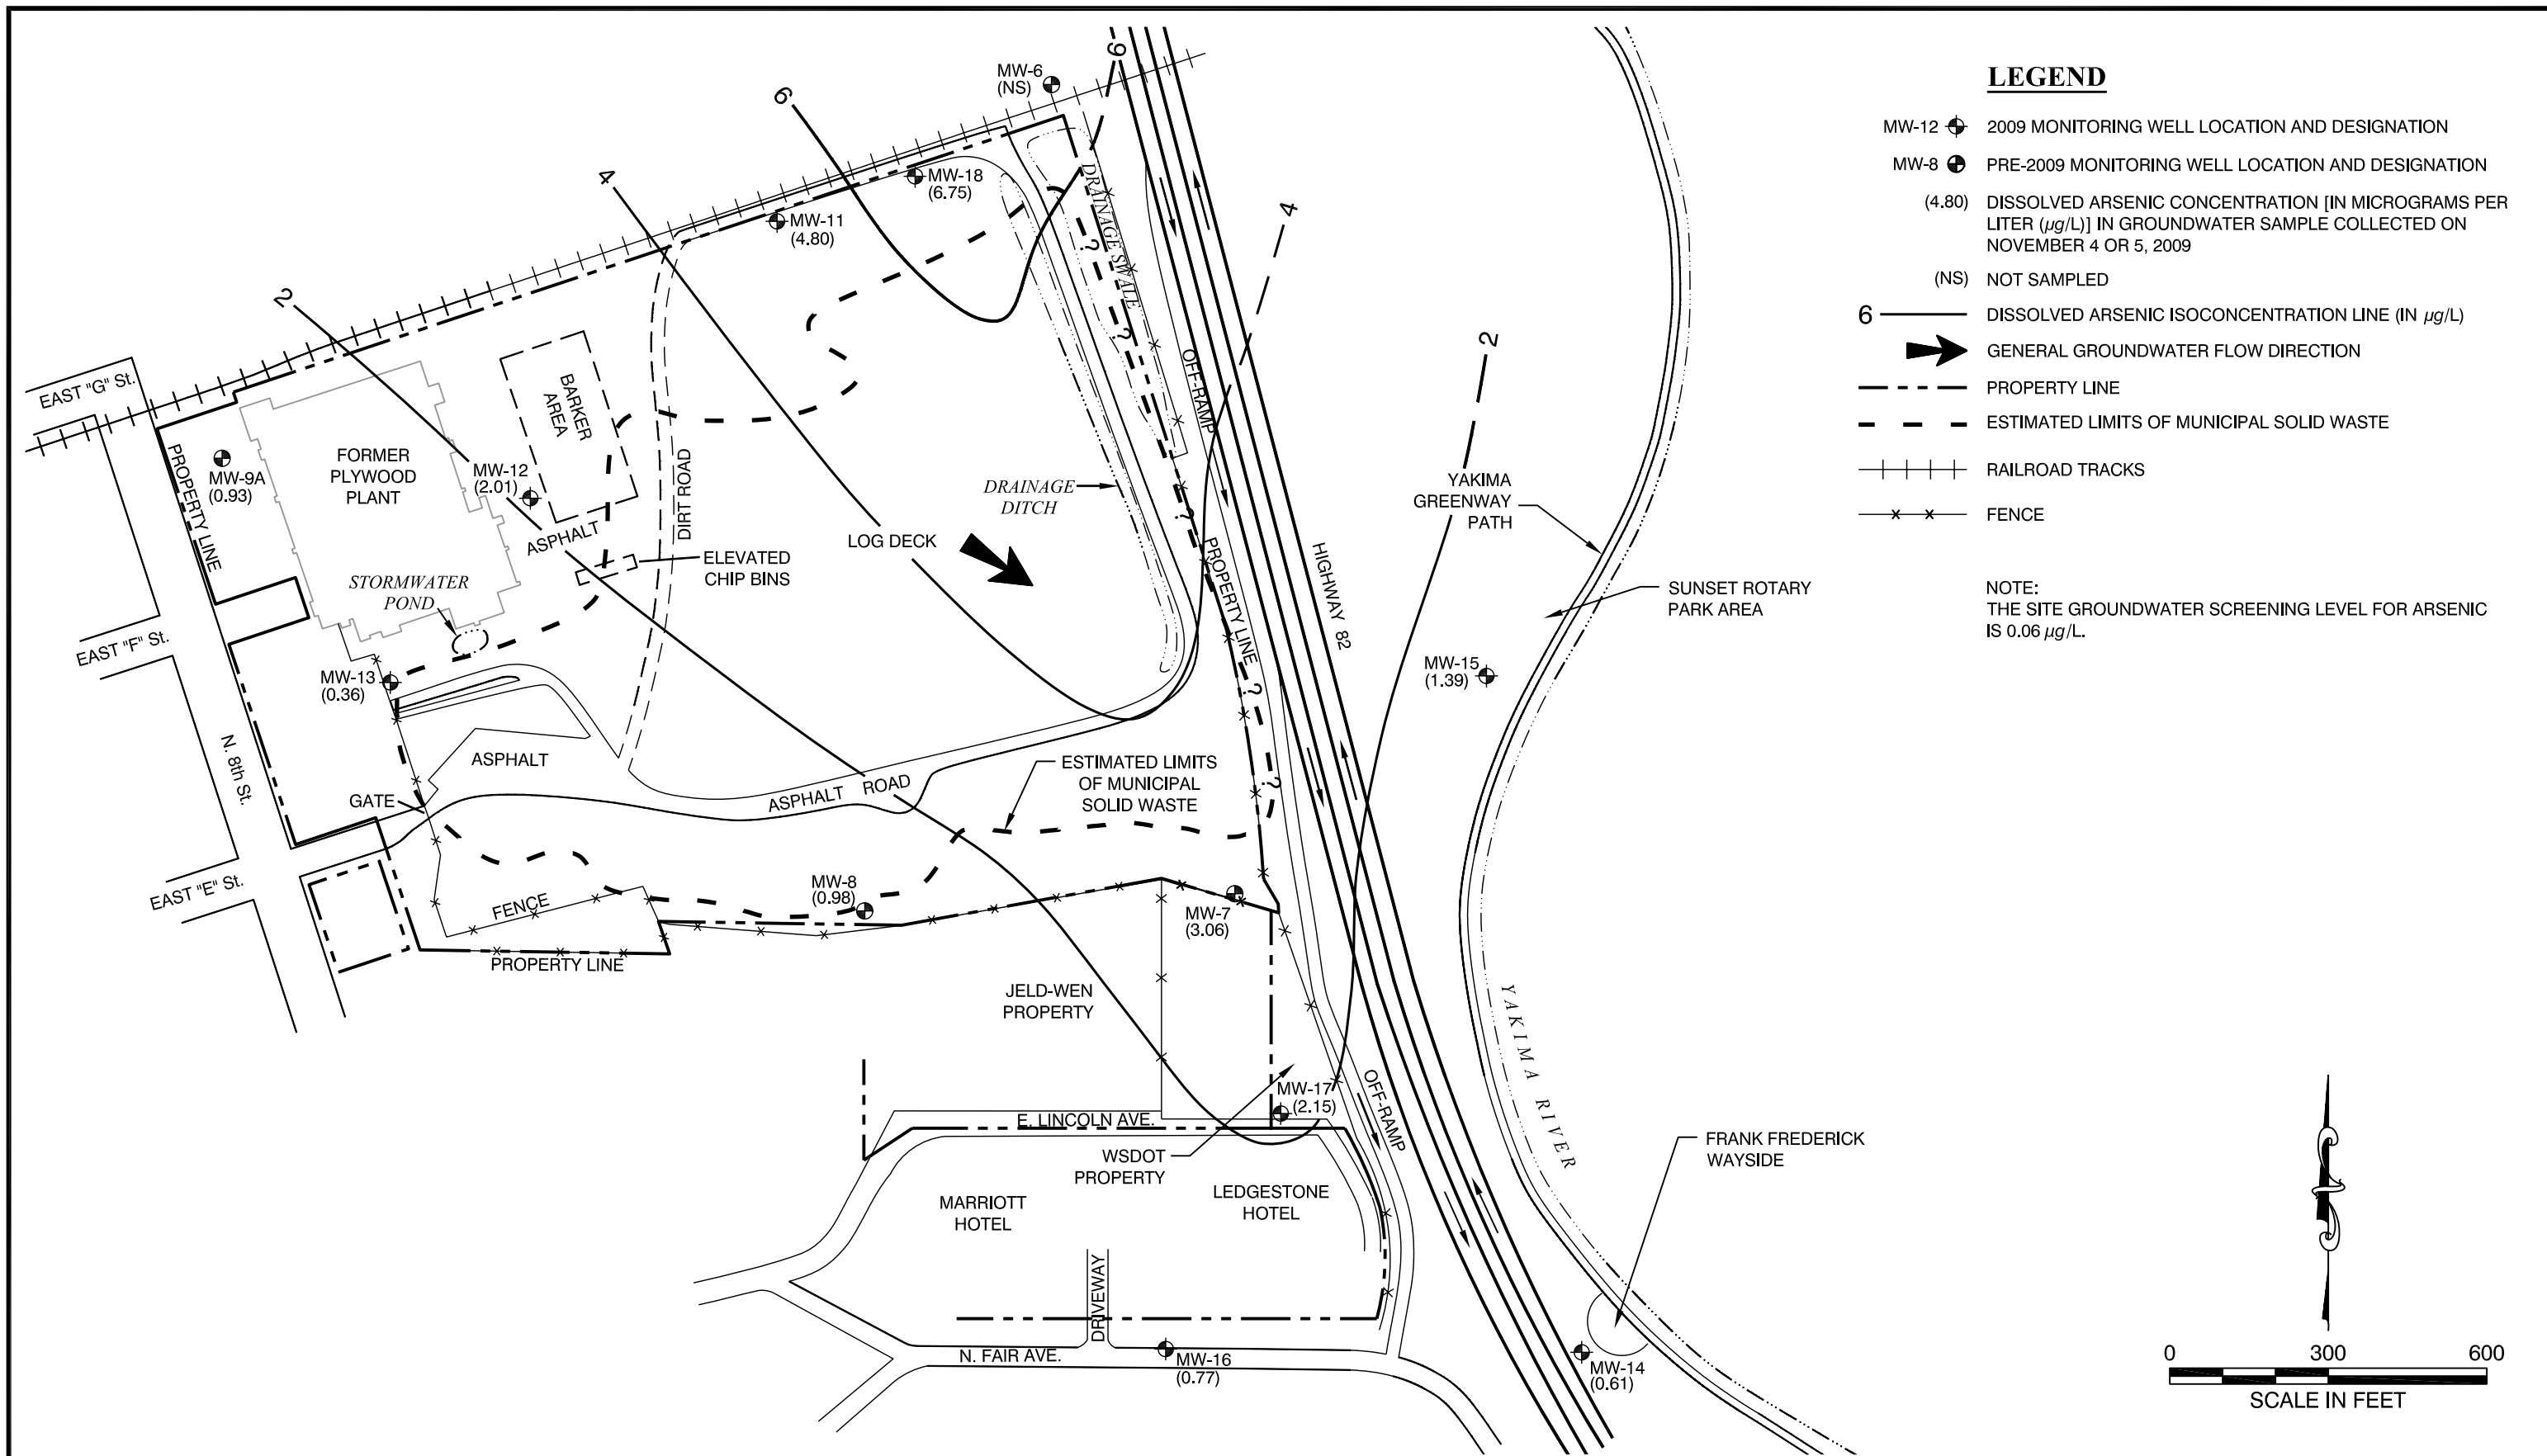 LEGEND
MW-12
2009 MONITORING WELL LOCATION AND DESIGNATION
MW-8
PRE-2009 MONITORING WELL LOCATION AND DESIGNATION
(4.80)
DISSOLVED ARSENIC CONCENTRATION [IN MICROGRAMS PER
LITER (µg/L)] IN GROUNDWATER SAMPLE COLLECTED ON
NOVEMBER 4 OR 5, 2009
(NS)
NOT SAMPLED
6
DISSOLVED ARSENIC ISOCONCENTRATION LINE (IN µg/L)
GENERAL GROUNDWATER FLOW DIRECTION
PROPERTY LINE
ESTIMATED LIMITS OF MUNICIPAL SOLID WASTE
RAILROAD TRACKS
FENCE
NOTE:
THE SITE GROUNDWATER SCREENING LEVEL FOR ARSENIC
IS 0.06 µg/L.
MW-6
(NS)
6
6
4
2
4
2
MW-18
(6.75)
MW-11
(4.80)
DRAINAGE SWALE
?
?
?
?
?
EAST "G" St.
PROPERTY LINE
MW-9A
(0.93)
FORMER
PLYWOOD
PLANT
BARKER
AREA
MW-12
(2.01)
ASPHALT
DIRT ROAD
ELEVATED
CHIP BINS
STORMWATER
POND
DRAINAGE
DITCH
LOG DECK
OFF-RAMP
PROPERTY LINE
HIGHWAY 82
YAKIMA
GREENWAY
PATH
SUNSET ROTARY
PARK AREA
MW-15
(1.39)
EAST "F" St.
MW-13
(0.36)
N. 8th St.
ASPHALT
GATE
ASPHALT ROAD
ESTIMATED LIMITS
OF MUNICIPAL
SOLID WASTE
EAST "E" St.
FENCE
MW-8
(0.98)
MW-7
(3.06)
PROPERTY LINE
JELD-WEN
PROPERTY
YAKIMA RIVER
MW-17
(2.15)
OFF-RAMP
E. LINCOLN AVE.
WSDOT
PROPERTY
FRANK FREDERICK
WAYSIDE
MARRIOTT
HOTEL
LEDGESTONE
HOTEL
DRIVEWAY
N. FAIR AVE.
MW-16
(0.77)
MW-14
(0.61)
0 300 600
SCALE IN FEET